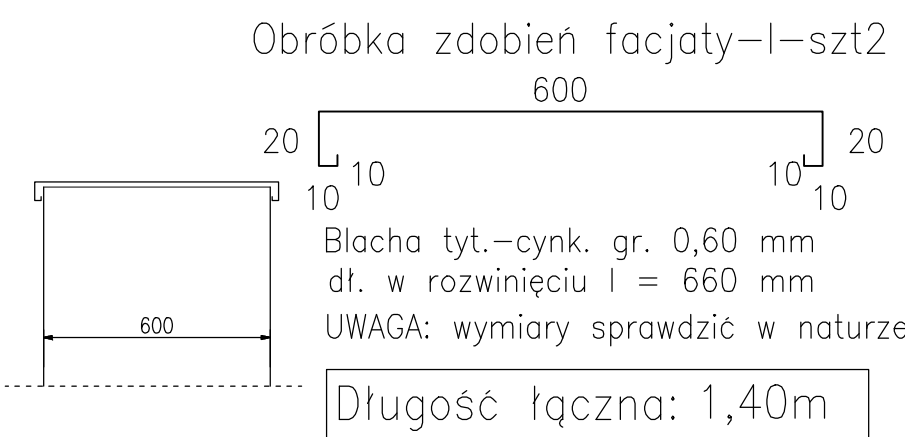 Obróbka zdobień facjaty-I-szt2
600
20
20
10
10
10
10
Blacha tyt.-cynk. gr. 0,60 mm
dł. w rozwinięciu l = 660 mm
600
UWAGA: wymiary sprawdzić w naturze
Długość łączna: 1,40m